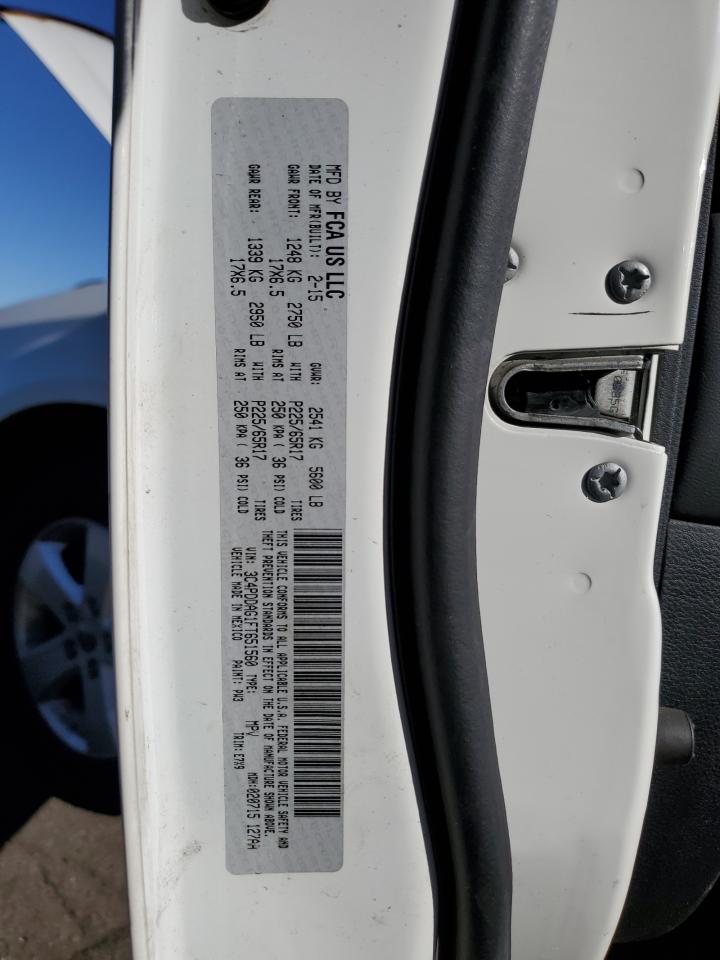 MFD BY FCA US LLC
DATE OF MFR(BUILT): 2-15 GVWR: 2541 KG 5600 LB
GAWR FRONT: 1248 KG 2750 LB WITH P225/65R17 TIRES
17X6.5 RIMS AT 250 KPA ( 36 PSI) COLD
GAWR REAR: 1339 KG 2950 LB WITH P225/65R17 TIRES
17X6.5 RIMS AT 250 KPA ( 36 PSI) COLD
THIS VEHICLE CONFORMS TO ALL APPLICABLE U.S.A. FEDERAL MOTOR VEHICLE SAFETY AND
THEFT PREVENTION STANDARDS IN EFFECT ON THE DATE OF MANUFACTURE SHOWN ABOVE.
VIN: 3C4PDDAG1FT651560 TYPE: MPV MDH:020715 127AH
VEHICLE MADE IN MEXICO PAINT: PW3 TRIM:E7X9